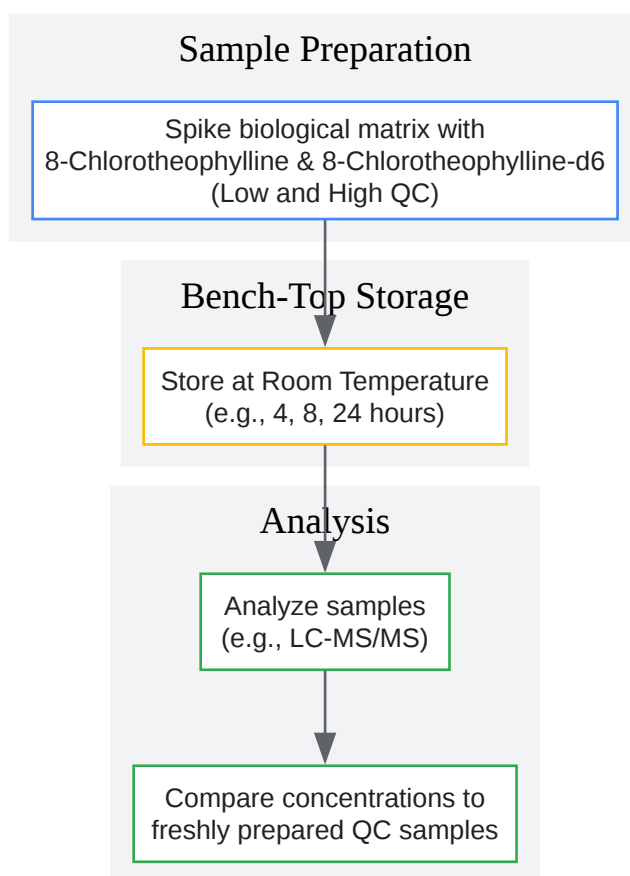 Sample Preparation
Spike biological matrix with
8-Chlorotheophylline & 8-Chlorotheophylline-d6
(Low and High QC)
Bench-Top Storage
Store at Room Temperature
(e.g., 4, 8, 24 hours)
Analysis
Analyze samples
(e.g., LC-MS/MS)
Compare concentrations to
freshly prepared QC samples